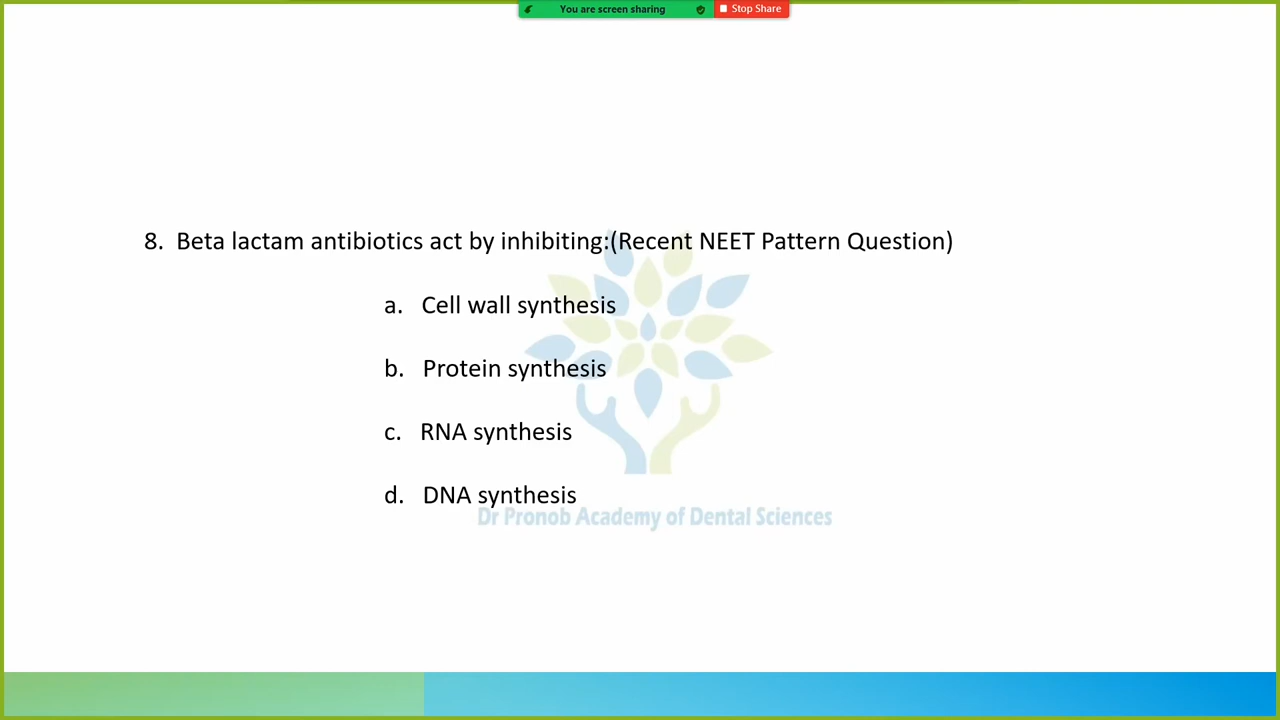 You are screen sharing
Stop Share
8. Beta lactam antibiotics act by inhibiting:(Recent NEET Pattern Question)
a. Cell wall synthesis
b. Protein synthesis
c. RNA synthesis
d. DNA synthesis
Dr Pronob Academy of Dental Sciences